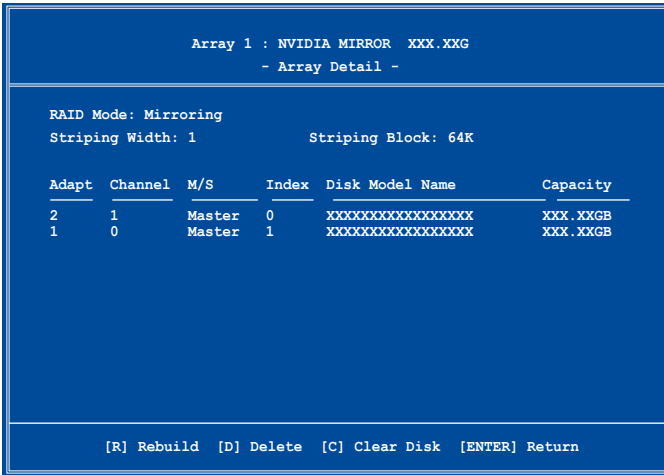 Array 1 : NVIDIA MIRROR XXX.XXG
- Array Detail -
RAID Mode: Mirroring
Striping Width: 1 Striping Block: 64K
Adapt Channel M/S Index Disk Model Name Capacity
2 1 Master 0 XXXXXXXXXXXXXXXXX XXX.XXGB
1 0 Master 1 XXXXXXXXXXXXXXXXX XXX.XXGB
[R] Rebuild [D] Delete [C] Clear Disk [ENTER] Return